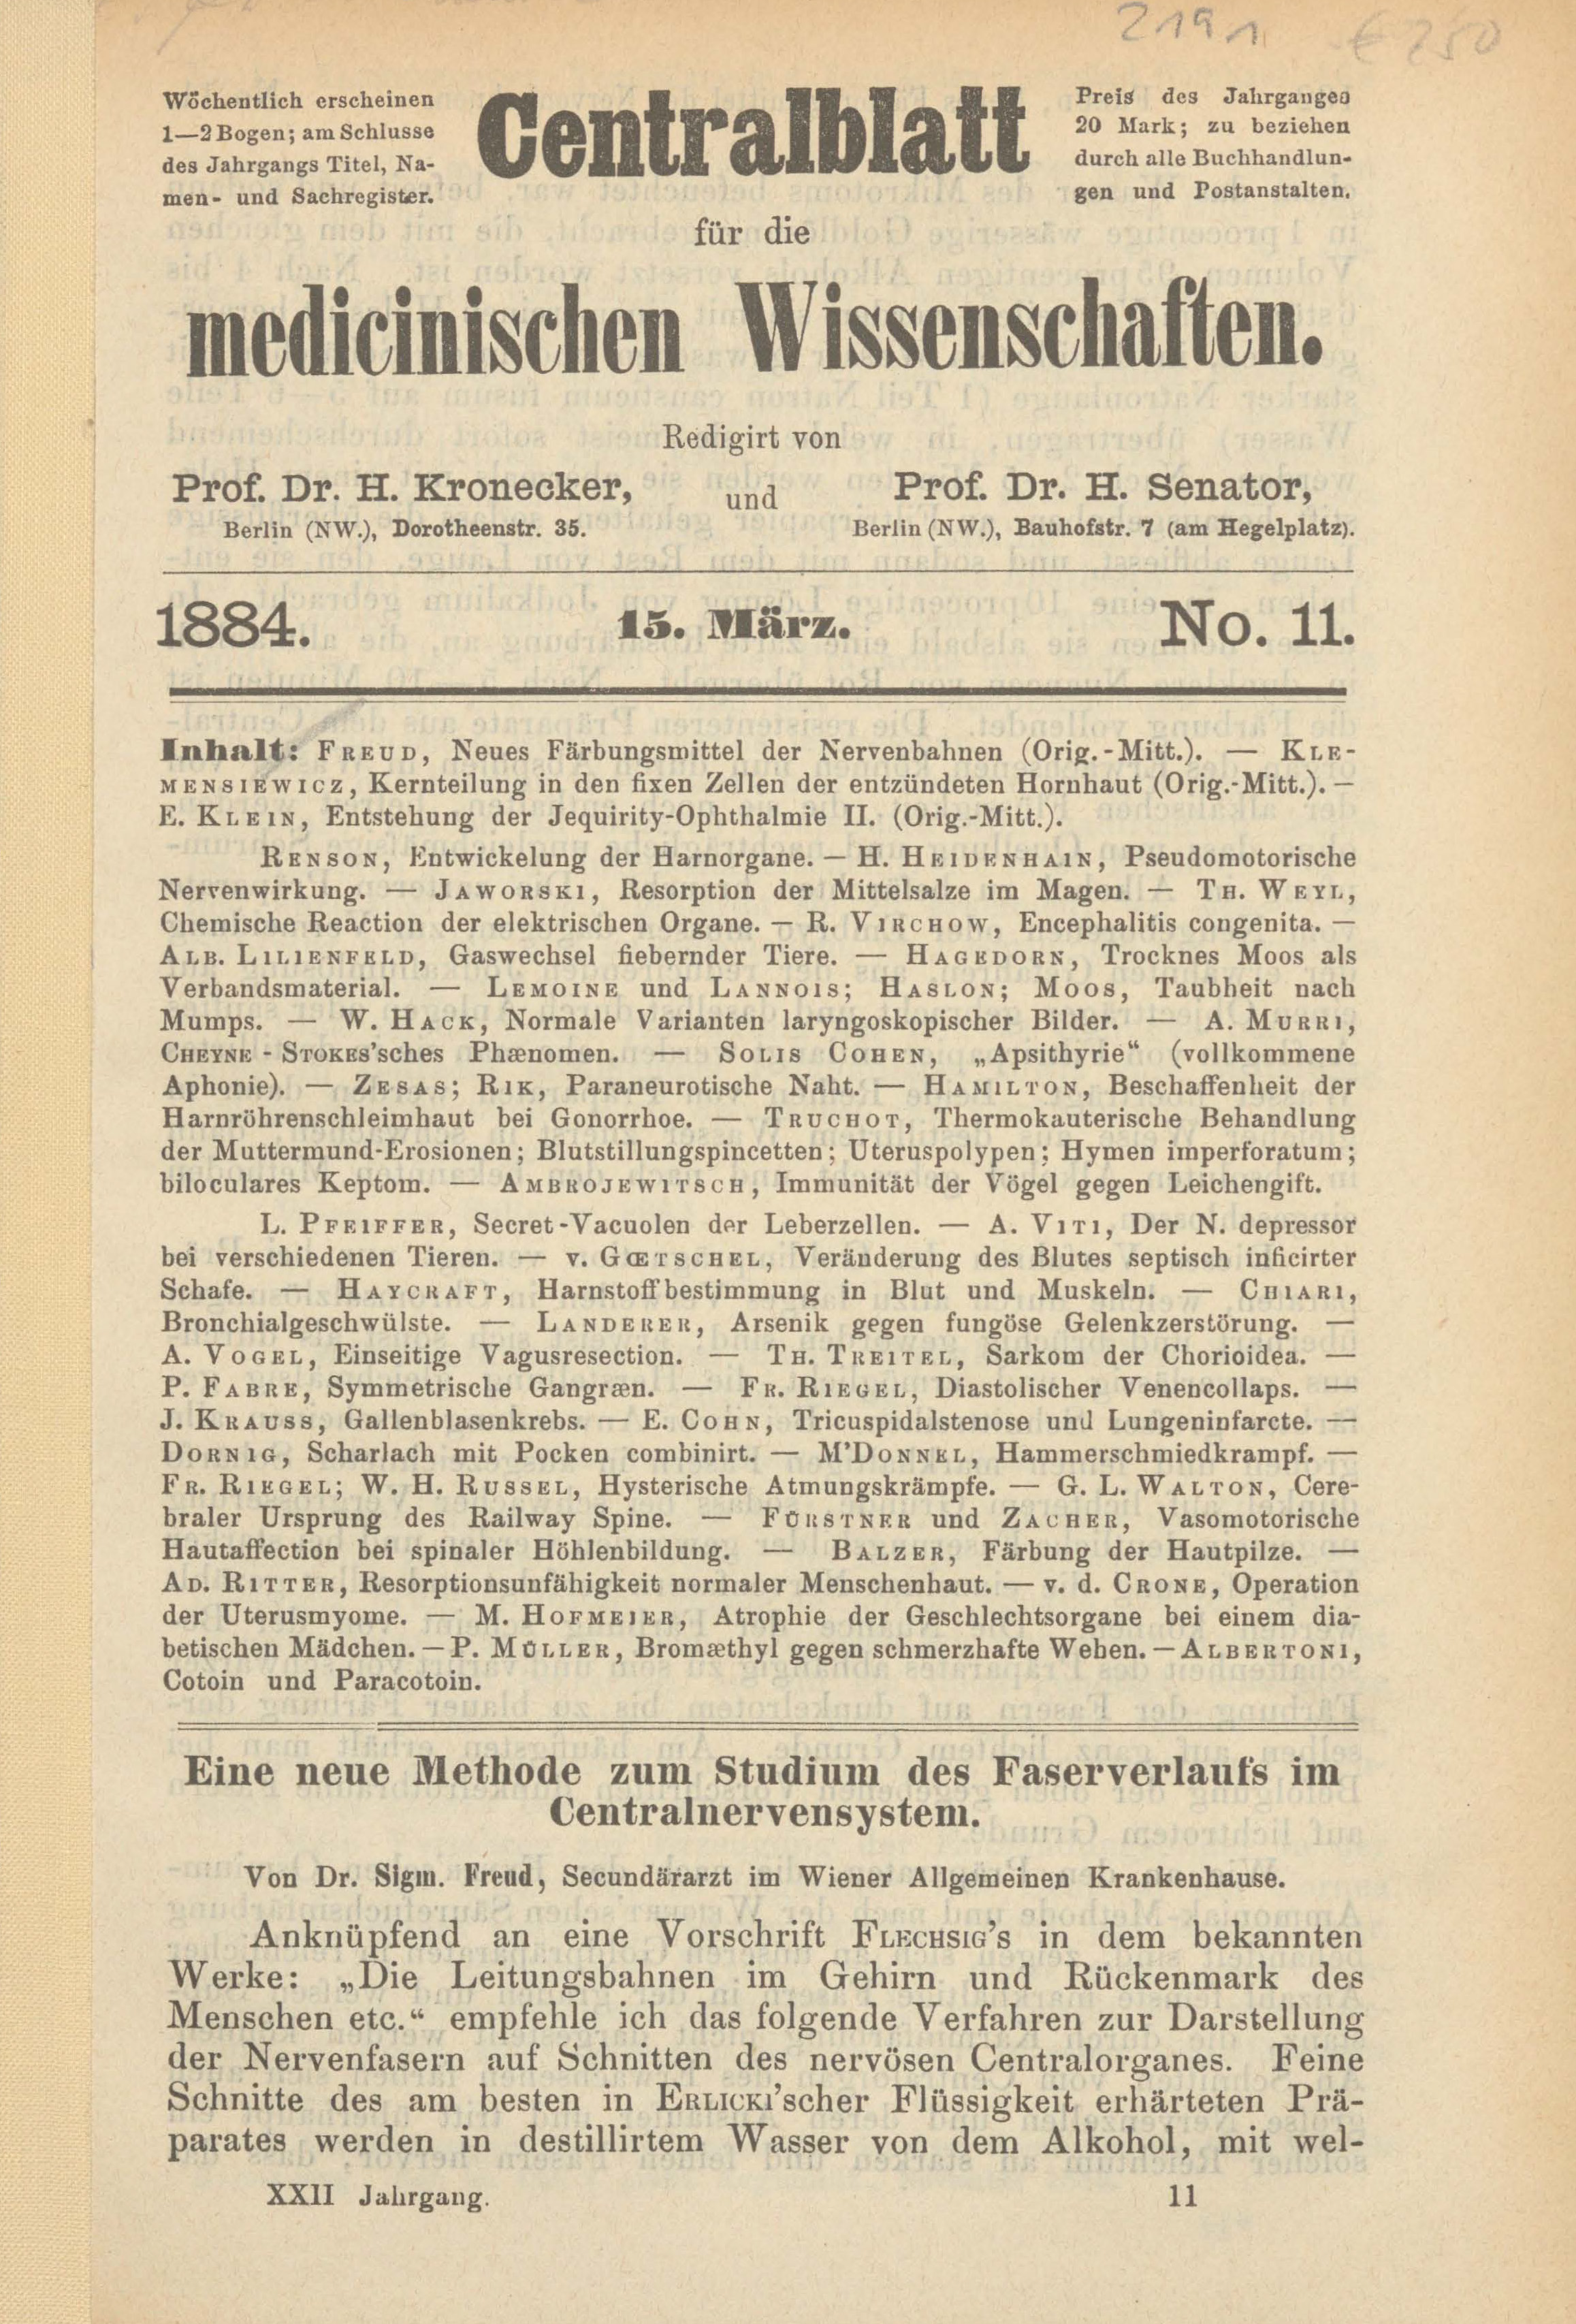 2191 € 250
Wöchentlich erscheinen
1—2 Bogen; am Schlusse
des Jahrgangs Titel, Na-
men- und Sachregister.
Centralblatt
Preis des Jahrganges
20 Mark; zu beziehen
durch alle Buchhandlun-
gen und Postanstalten.
für die
medicinischen Wissenschaften.
Redigirt von
Prof. Dr. H. Kronecker, und Prof. Dr. H. Senator,
Berlin (NW.), Dorotheenstr. 35. Berlin (NW.), Bauhofstr. 7 (am Hegelplatz).
1884. 15. März. No. 11.
Inhalt: FREUD, Neues Färbungsmittel der Nervenbahnen (Orig.-Mitt.). — KLE-
MENSIEWICZ, Kernteilung in den fixen Zellen der entzündeten Hornhaut (Orig.-Mitt.). —
E. KLEIN, Entstehung der Jequirity-Ophthalmie II. (Orig.-Mitt.).
RENSON, Entwickelung der Harnorgane. — H. HEIDENHAIN, Pseudomotorische
Nervenwirkung. — JAWORSKI, Resorption der Mittelsalze im Magen. — TH. WEYL,
Chemische Reaction der elektrischen Organe. — R. VIRCHOW, Encephalitis congenita. —
ALB. LILIENFELD, Gaswechsel fiebernder Tiere. — HAGEDORN, Trocknes Moos als
Verbandsmaterial. — LEMOINE und LANNOIS; HASLON; MOOS, Taubheit nach
Mumps. — W. HACK, Normale Varianten laryngoskopischer Bilder. — A. MURRI,
CHEYNE-STOKES'sches Phænomen. — SOLIS COHEN, „Apsithyrie“ (vollkommene
Aphonie). — ZESAS; RIK, Paraneurotische Naht. — HAMILTON, Beschaffenheit der
Harnröhrenschleimhaut bei Gonorrhoe. — TRUCHOT, Thermokauterische Behandlung
der Muttermund-Erosionen; Blutstillungspincetten; Uteruspolypen; Hymen imperforatum;
biloculares Keptom. — AMBROJEWITSCH, Immunität der Vögel gegen Leichengift.
L. PFEIFFER, Secret-Vacuolen der Leberzellen. — A. VITI, Der N. depressor
bei verschiedenen Tieren. — v. GŒTSCHEL, Veränderung des Blutes septisch inficirter
Schafe. — HAYCRAFT, Harnstoffbestimmung in Blut und Muskeln. — CHIARI,
Bronchialgeschwülste. — LANDERER, Arsenik gegen fungöse Gelenkzerstörung. —
A. VOGEL, Einseitige Vagusresection. — TH. TREITEL, Sarkom der Chorioidea. —
P. FABRE, Symmetrische Gangræn. — FR. RIEGEL, Diastolischer Venencollaps. —
J. KRAUSS, Gallenblasenkrebs. — E. COHN, Tricuspidalstenose und Lungeninfarcte. —
DORNIG, Scharlach mit Pocken combinirt. — M'DONNEL, Hammerschmiedkrampf. —
FR. RIEGEL; W. H. RUSSEL, Hysterische Atmungskrämpfe. — G. L. WALTON, Cere-
braler Ursprung des Railway Spine. — FÜRSTNER und ZACHER, Vasomotorische
Hautaffection bei spinaler Höhlenbildung. — BALZER, Färbung der Hautpilze. —
AD. RITTER, Resorptionsunfähigkeit normaler Menschenhaut. — v. d. CRONE, Operation
der Uterusmyome. — M. HOFMEIER, Atrophie der Geschlechtsorgane bei einem dia-
betischen Mädchen. — P. MÜLLER, Bromæthyl gegen schmerzhafte Wehen. — ALBERTONI,
Cotoin und Paracotoin.
Eine neue Methode zum Studium des Faserverlaufs im
Centralnervensystem.
Von Dr. Sigm. Freud, Secundärarzt im Wiener Allgemeinen Krankenhause.
Anknüpfend an eine Vorschrift FLECHSIG's in dem bekannten
Werke: „Die Leitungsbahnen im Gehirn und Rückenmark des
Menschen etc.“ empfehle ich das folgende Verfahren zur Darstellung
der Nervenfasern auf Schnitten des nervösen Centralorganes. Feine
Schnitte des am besten in ERLICKI'scher Flüssigkeit erhärteten Prä-
parates werden in destillirtem Wasser von dem Alkohol, mit wel-
XXII Jahrgang. 11